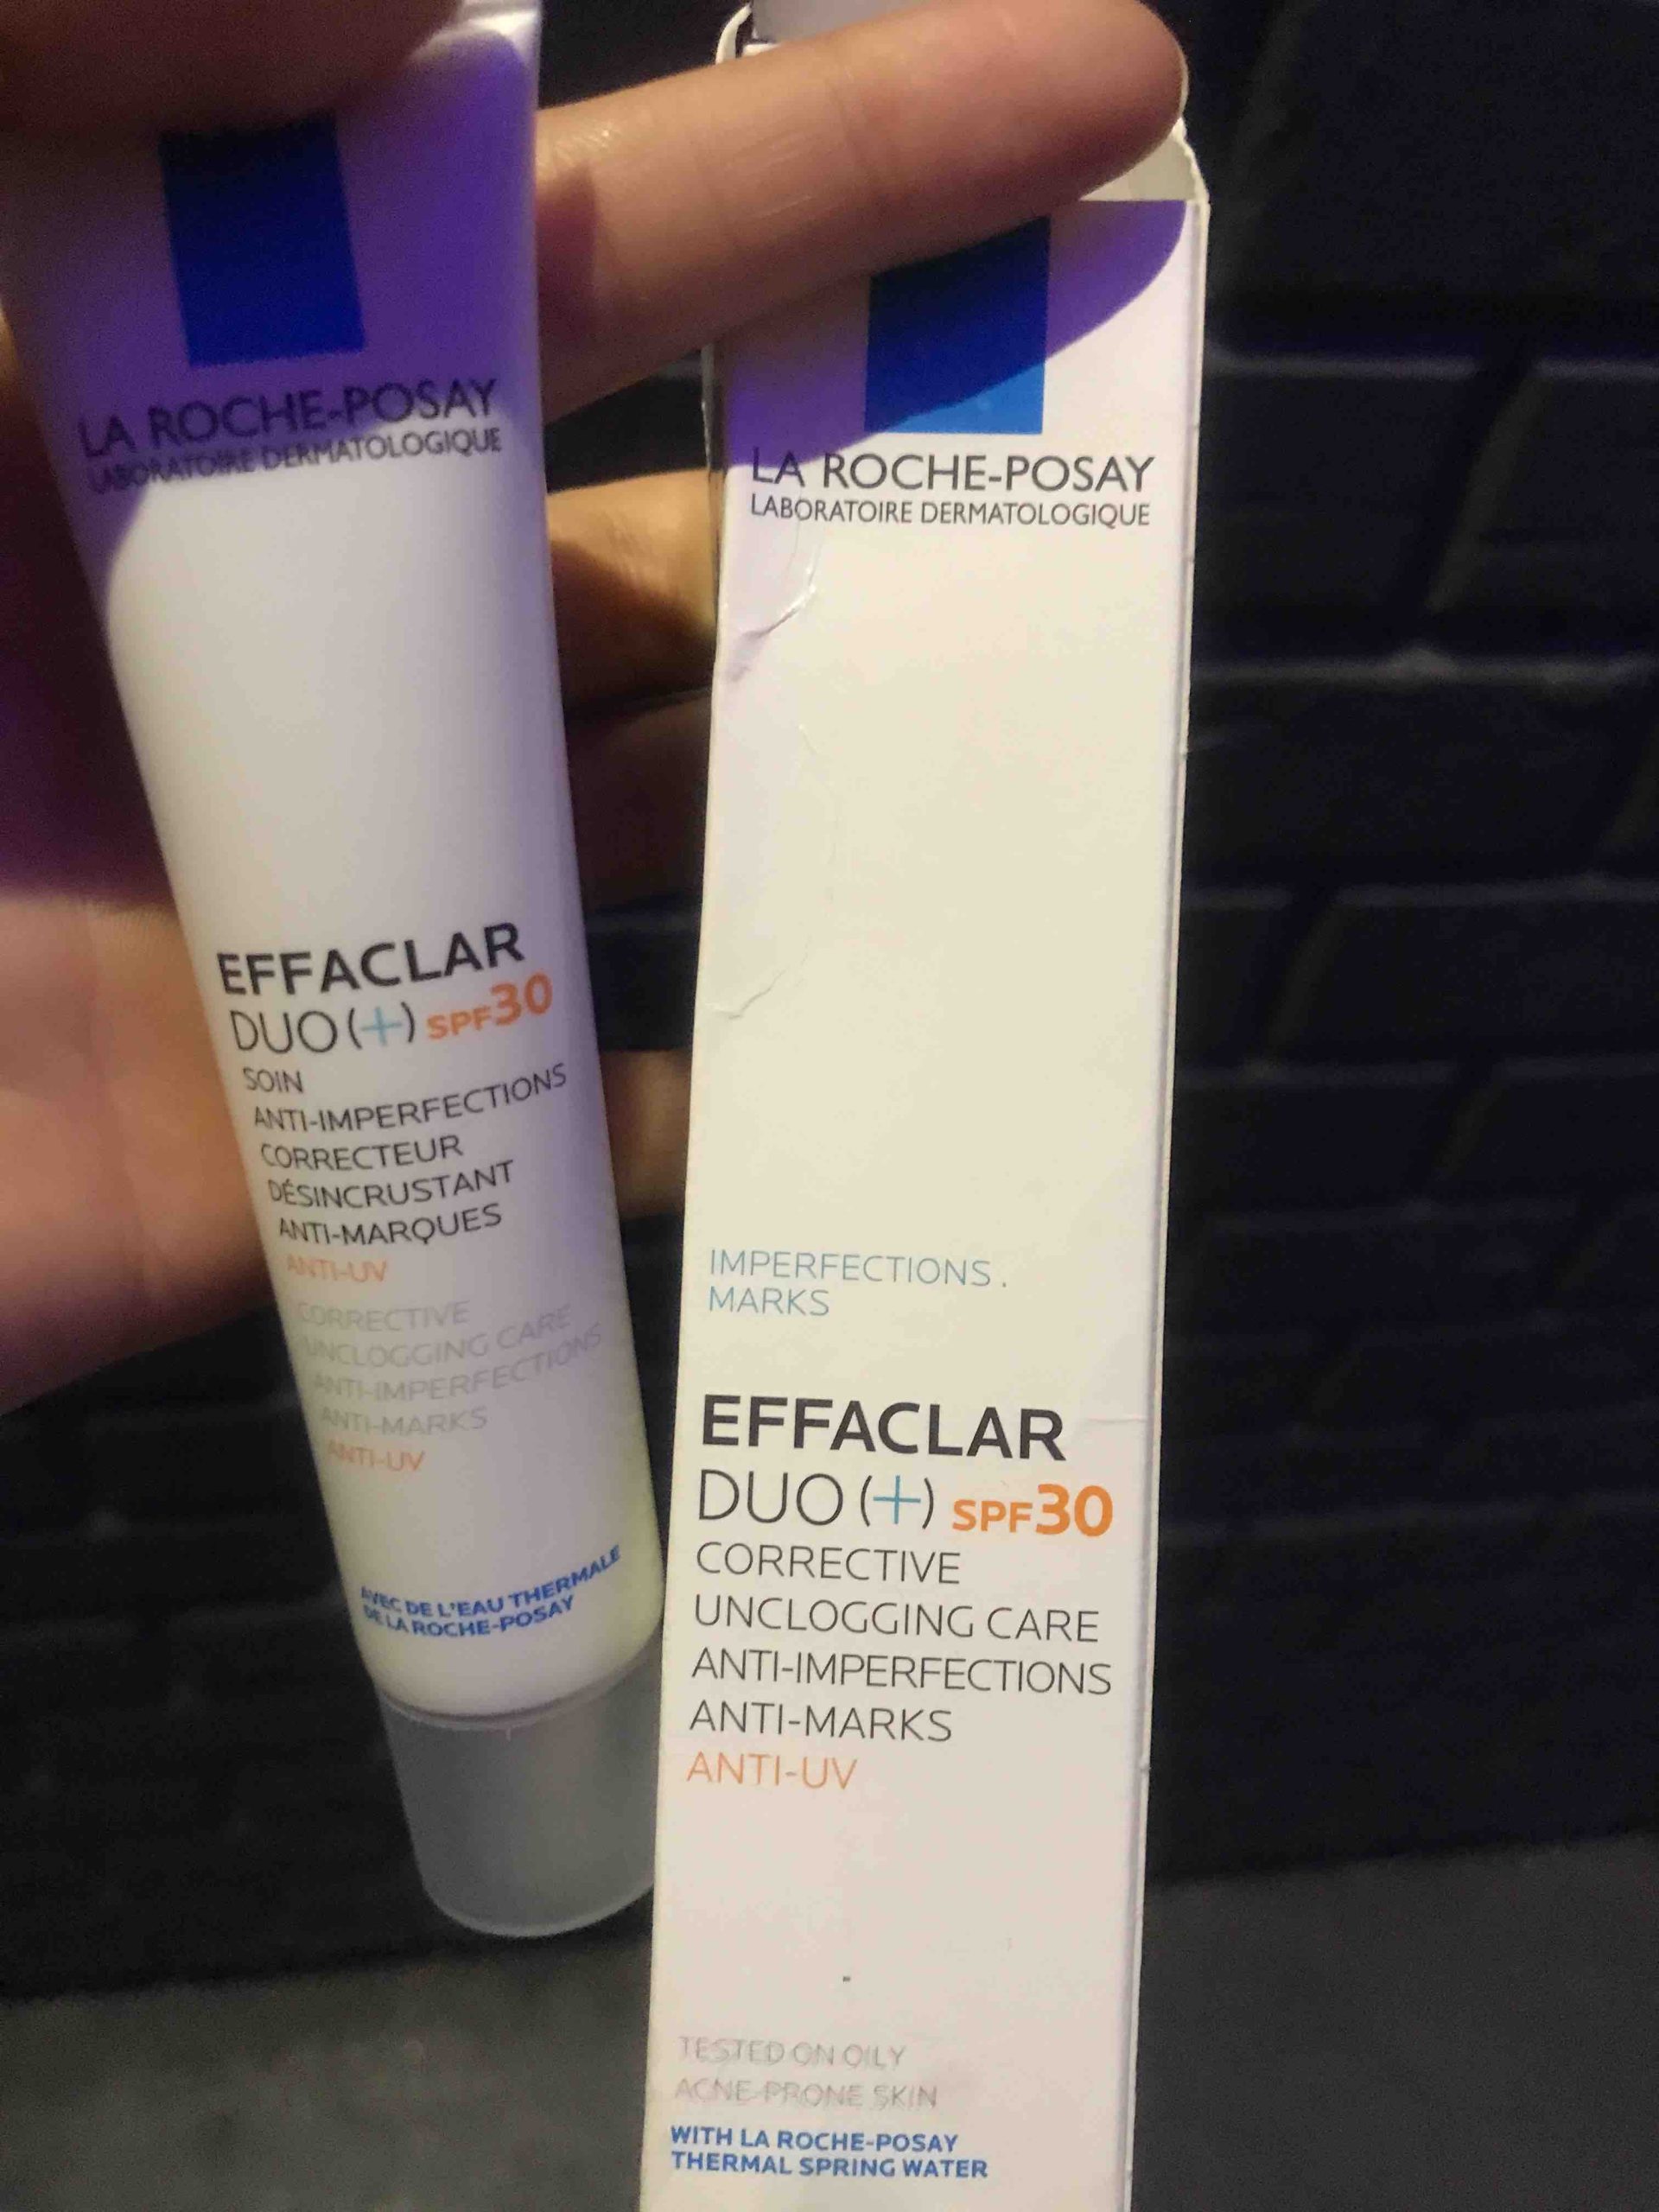 LA ROCHE-POSAY
LABORATOIRE DERMATOLOGIQUE
EFFACLAR
DUO(+) SPF30
SOIN
ANTI-IMPERFECTIONS
CORRECTEUR
DÉSINCRUSTANT
ANTI-MARQUES
ANTI-UV
CORRECTIVE
UNCLOGGING CARE
ANTI-IMPERFECTIONS
ANTI-MARKS
ANTI-UV
AVEC DE L'EAU THERMALE
DE LA ROCHE-POSAY
LA ROCHE-POSAY
LABORATOIRE DERMATOLOGIQUE
IMPERFECTIONS.
MARKS
EFFACLAR
DUO(+) SPF30
CORRECTIVE
UNCLOGGING CARE
ANTI-IMPERFECTIONS
ANTI-MARKS
ANTI-UV
TESTED ON OILY
ACNE-PRONE SKIN
WITH LA ROCHE-POSAY
THERMAL SPRING WATER